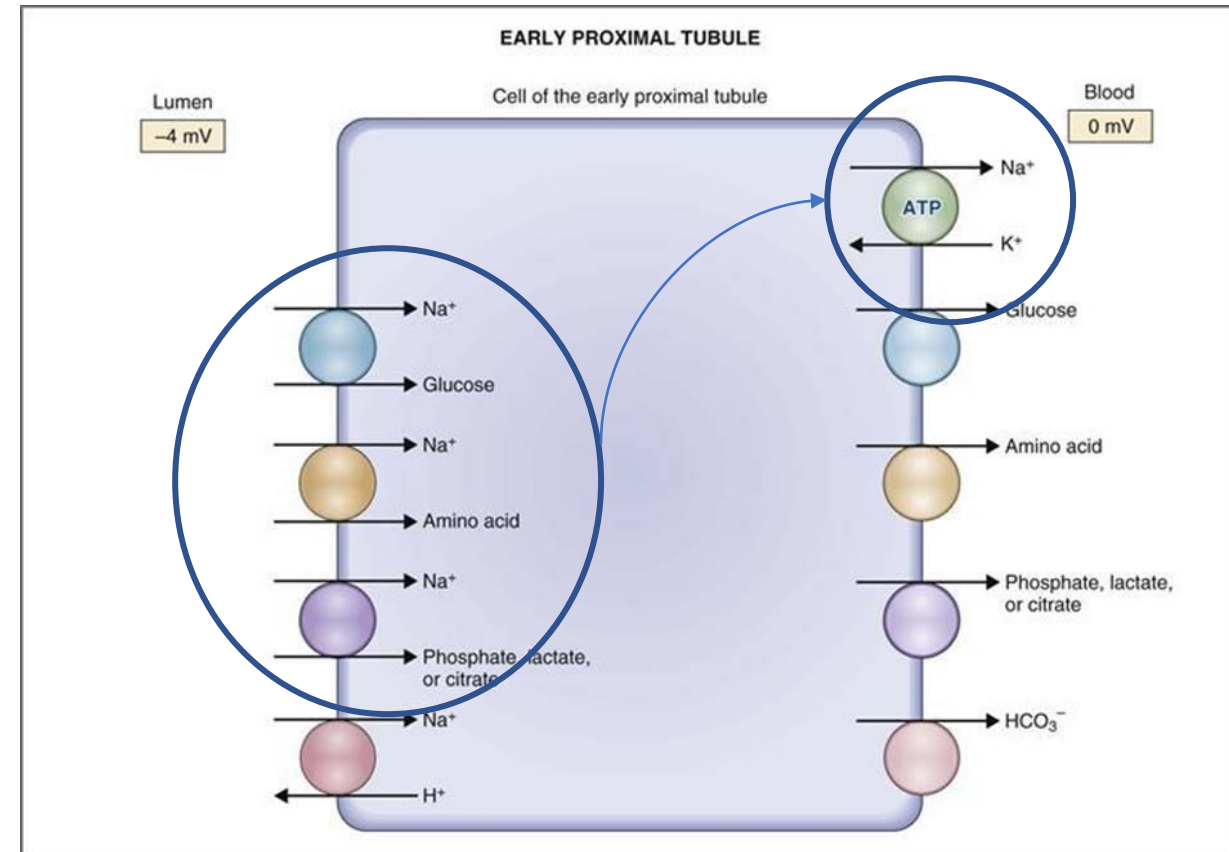 EARLY PROXIMAL TUBULE
Cell of the early proximal tubule
Lumen
–4 mV
Blood
0 mV
Na⁺
ATP
K⁺
Na⁺
Glucose
Glucose
Na⁺
Amino acid
Amino acid
Na⁺
Phosphate, lactate,
or citrate
Phosphate, lactate,
or citrate
Na⁺
H⁺
HCO₃⁻